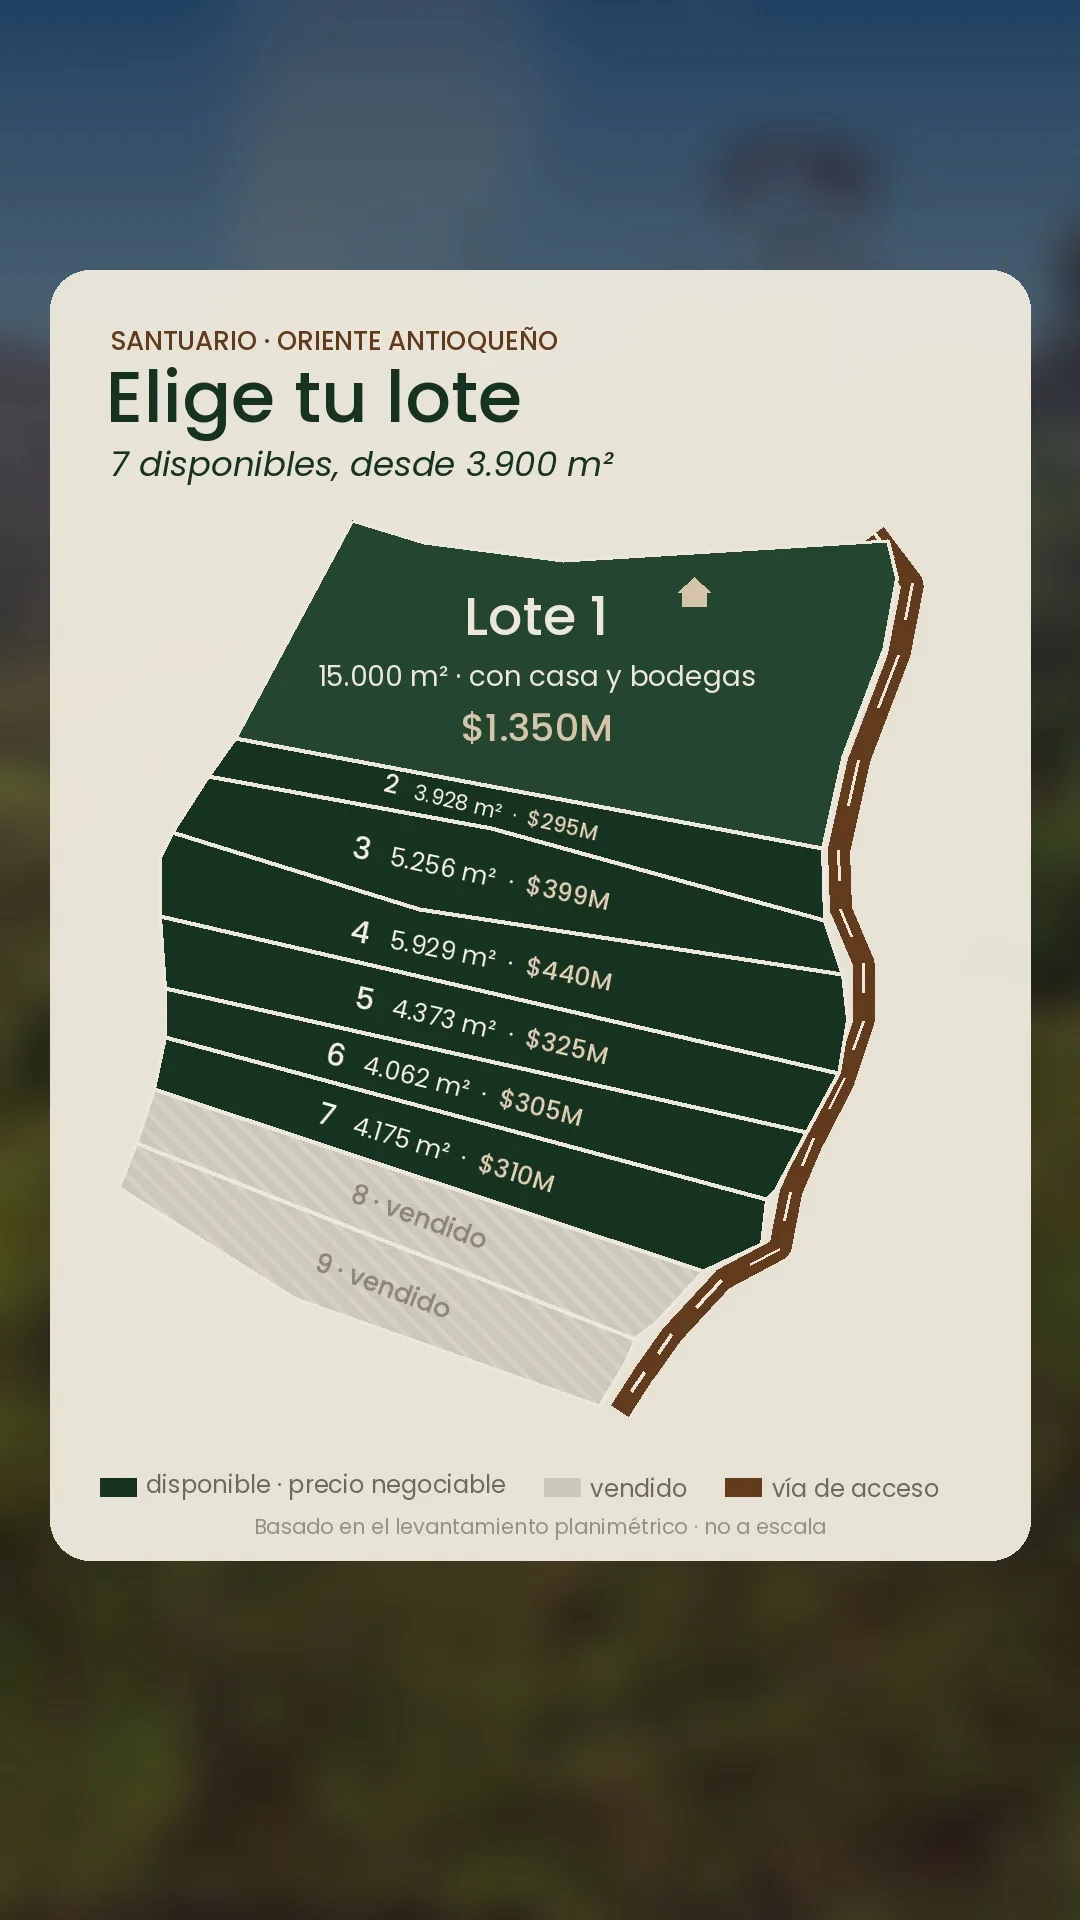 SANTUARIO · ORIENTE ANTIOQUEÑO
Elige tu lote
7 disponibles, desde 3.900 m²
Lote 1
15.000 m² · con casa y bodegas
$1.350M
2 3.928 m² · $295M
3 5.256 m² · $399M
4 5.929 m² · $440M
5 4.373 m² · $325M
6 4.062 m² · $305M
7 4.175 m² · $310M
8 · vendido
9 · vendido
disponible · precio negociable vendido vía de acceso
Basado en el levantamiento planimétrico · no a escala